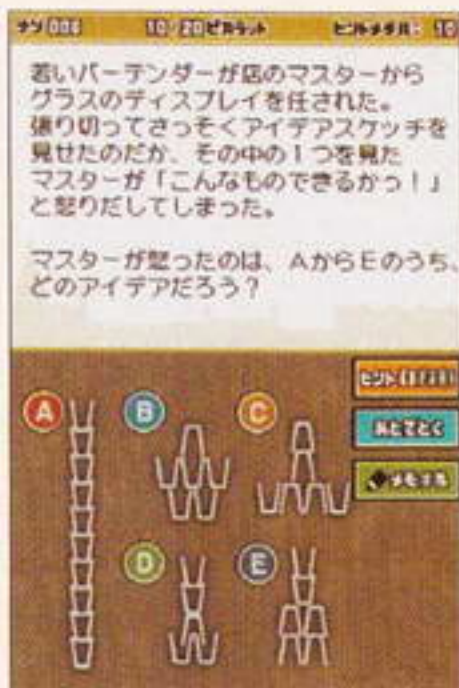 ナゾ 006 10/20ピカラット ヒントメダル: 10
若いバーテンダーが店のマスターから
グラスのディスプレイを任された。
張り切ってさっそくアイデアスケッチを
見せたのだが、その中の1つを見た
マスターが「こんなものできるかっ!」
と怒りだしてしまった。
マスターが怒ったのは、AからEのうち、
どのアイデアだろう?
A
B
C
D
E
メモする